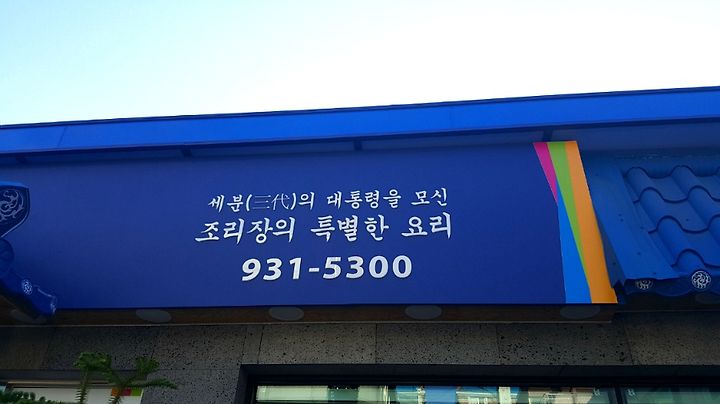 세분(三代)의 대통령을 모신
조리장의 특별한 요리
931-5300